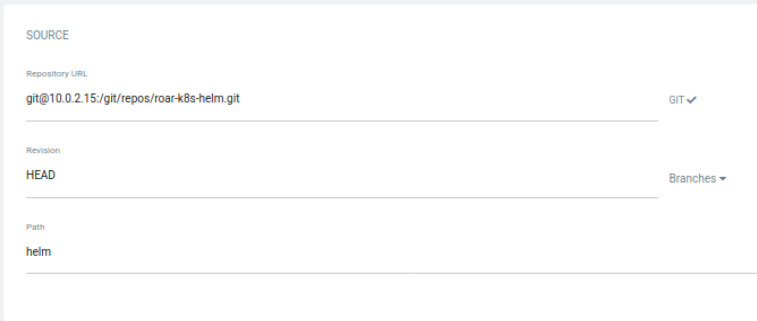 SOURCE
Repository URL
git@10.0.2.15:/git/repos/roar-k8s-helm.git
GIT
Revision
HEAD
Branches
Path
helm